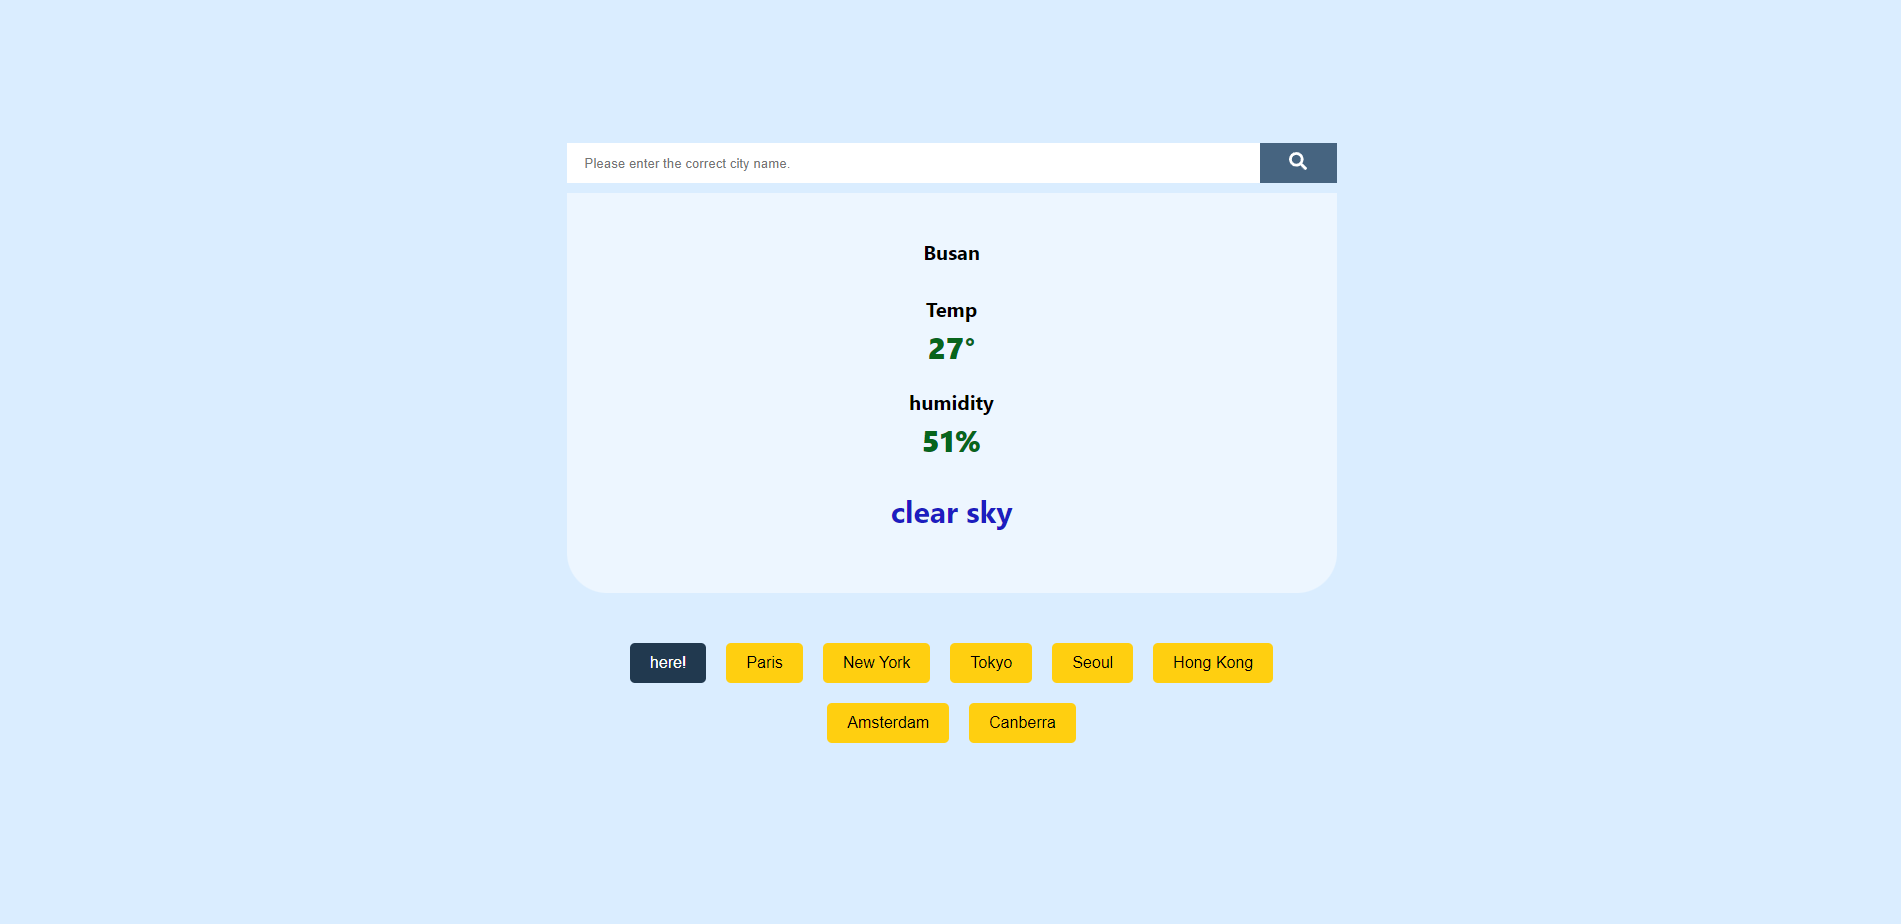 Please enter the correct city name.
Busan
Temp
27°
humidity
51%
clear sky
here! Paris New York Tokyo Seoul Hong Kong
Amsterdam Canberra